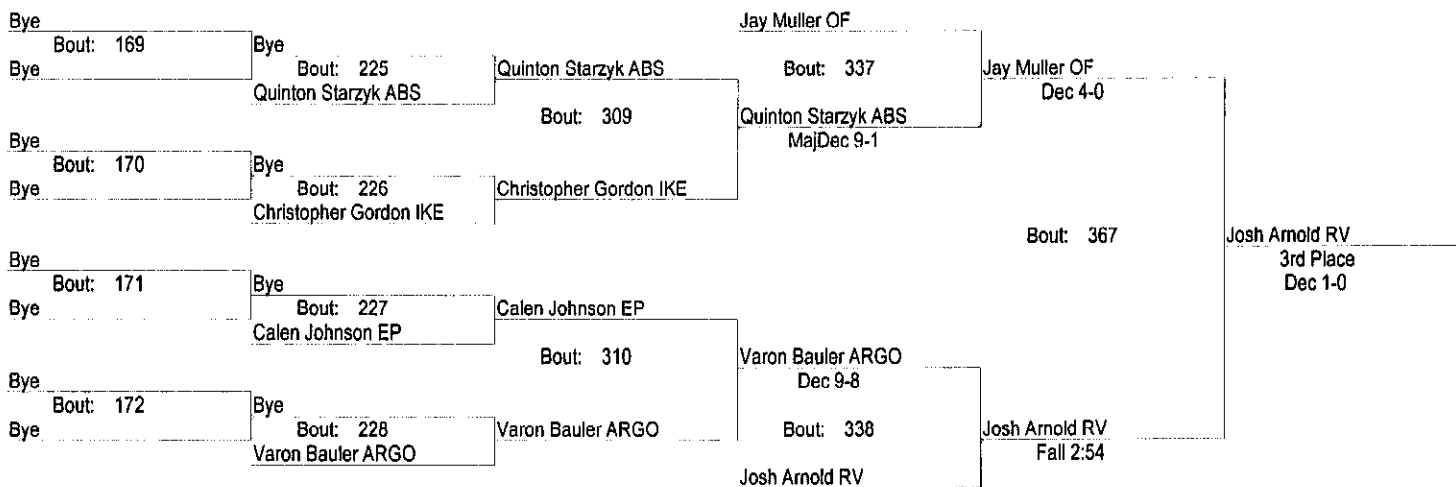 Bye
Bout: 169
Bye
Bye
Bout: 225
Quinton Starzyk ABS
Quinton Starzyk ABS
Bout: 309
Bye
Bout: 170
Bye
Bye
Bout: 226
Christopher Gordon IKE
Christopher Gordon IKE
Jay Muller OF
Bout: 337
Quinton Starzyk ABS
MajDec 9-1
Jay Muller OF
Dec 4-0
Bye
Bout: 171
Bye
Bye
Bout: 227
Calen Johnson EP
Calen Johnson EP
Bout: 310
Bye
Bout: 172
Bye
Bye
Bout: 228
Varon Bauler ARGO
Varon Bauler ARGO
Varon Bauler ARGO
Dec 9-8
Bout: 338
Josh Arnold RV
Josh Arnold RV
Fall 2:54
Bout: 367
Josh Arnold RV
3rd Place
Dec 1-0